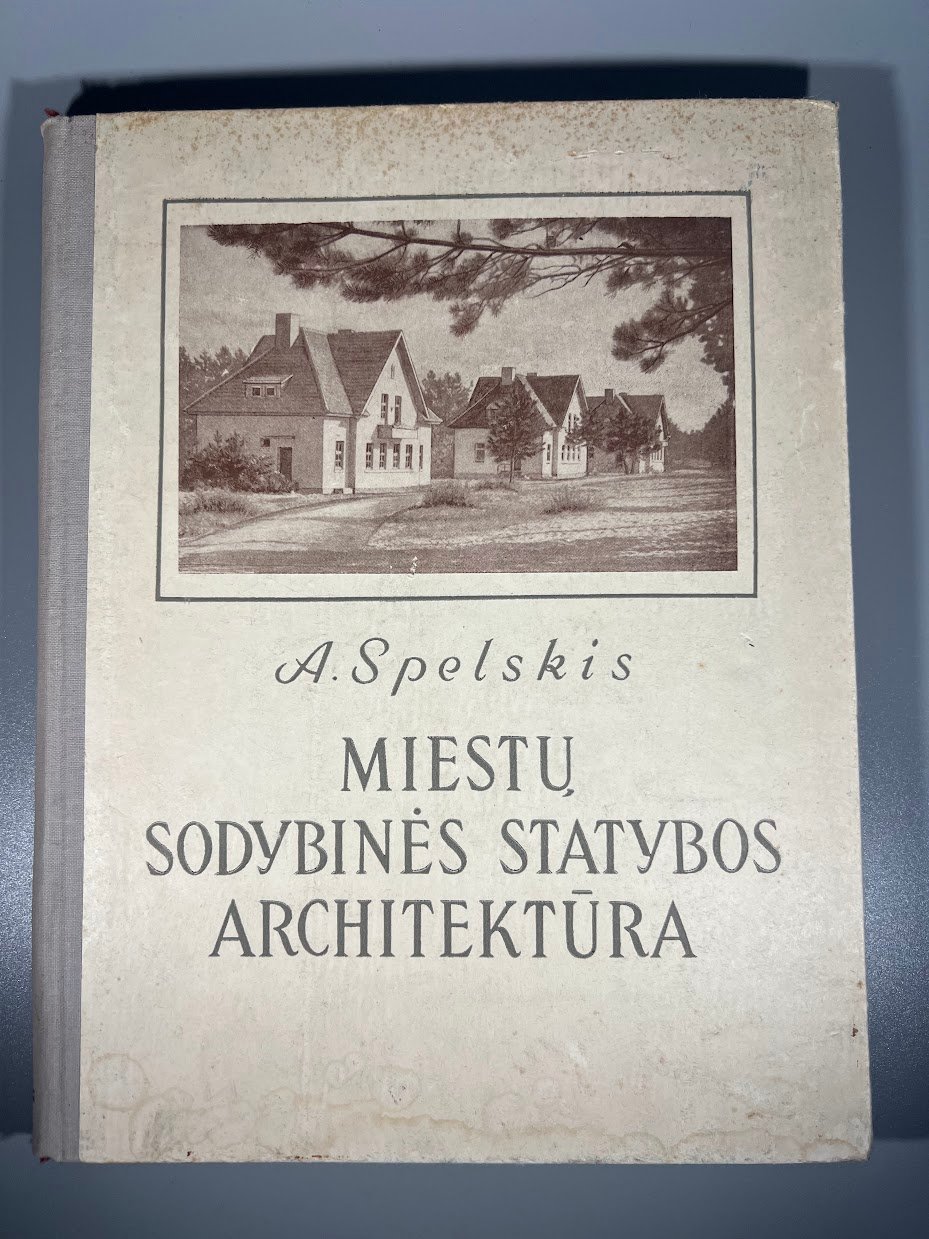 A. Spelskis
MIESTŲ
SODYBINĖS STATYBOS
ARCHITEKTŪRA